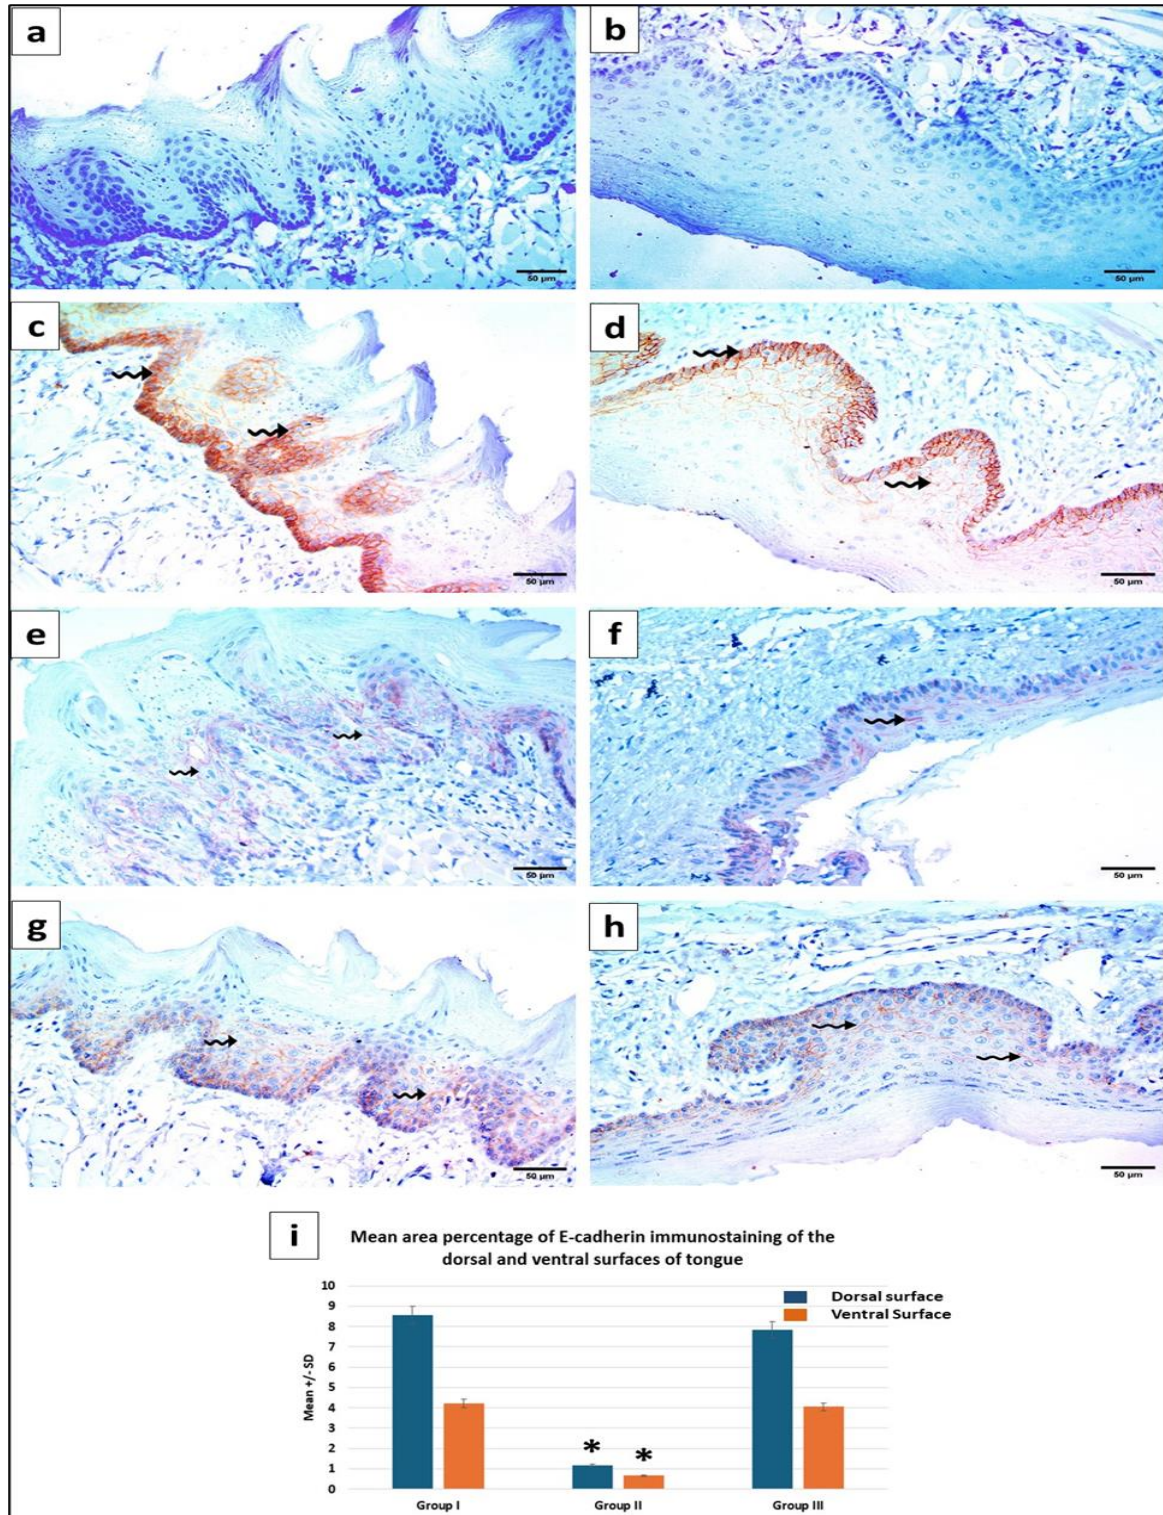 a
b
50 µm
50 µm
c
d
50 µm
50 µm
e
f
50 µm
50 µm
g
h
50 µm
50 µm
i
Mean area percentage of E-cadherin immunostaining of the
dorsal and ventral surfaces of tongue
Dorsal surface
Ventral Surface
Mean +/- SD
10
9
8
7
6
5
4
3
2
1
0
*
*
Group I
Group II
Group III